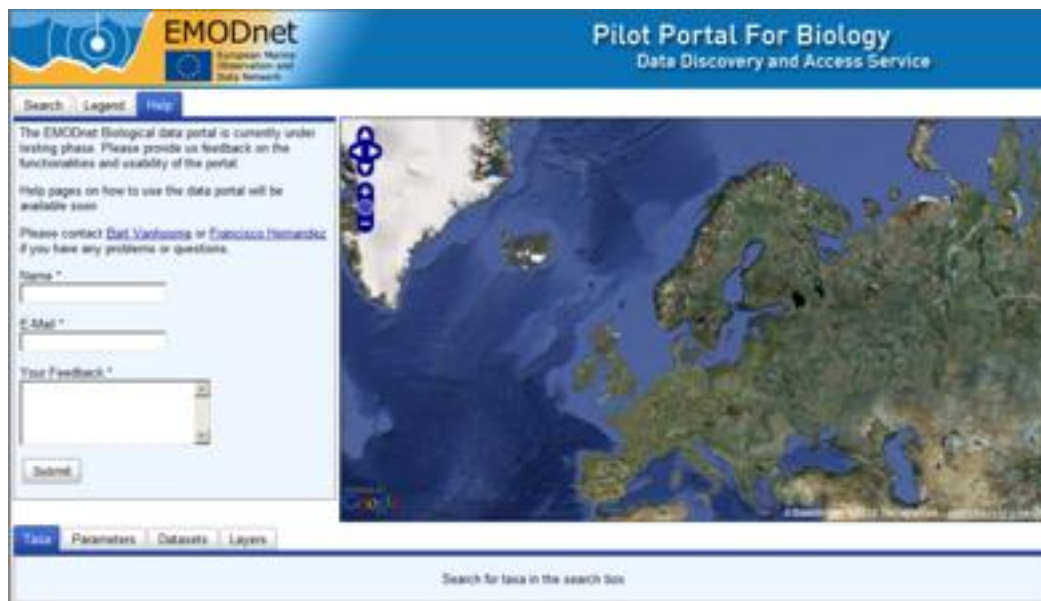 EMODnet
European Marine
Observation and
Data Network
Pilot Portal For Biology
Data Discovery and Access Service
Search Legend Help
The EMODnet Biological data portal is currently under
testing phase. Please provide us feedback on the
functionalities and usability of the portal.
Help pages on how to use the data portal will be
available soon
Please contact Bart Vanhoorne or Francisco Hernandez
if you have any problems or questions.
Name *
E-Mail *
Your Feedback *
Submit
Google
Taxa Parameters Datasets Layers
Search for taxa in the search box